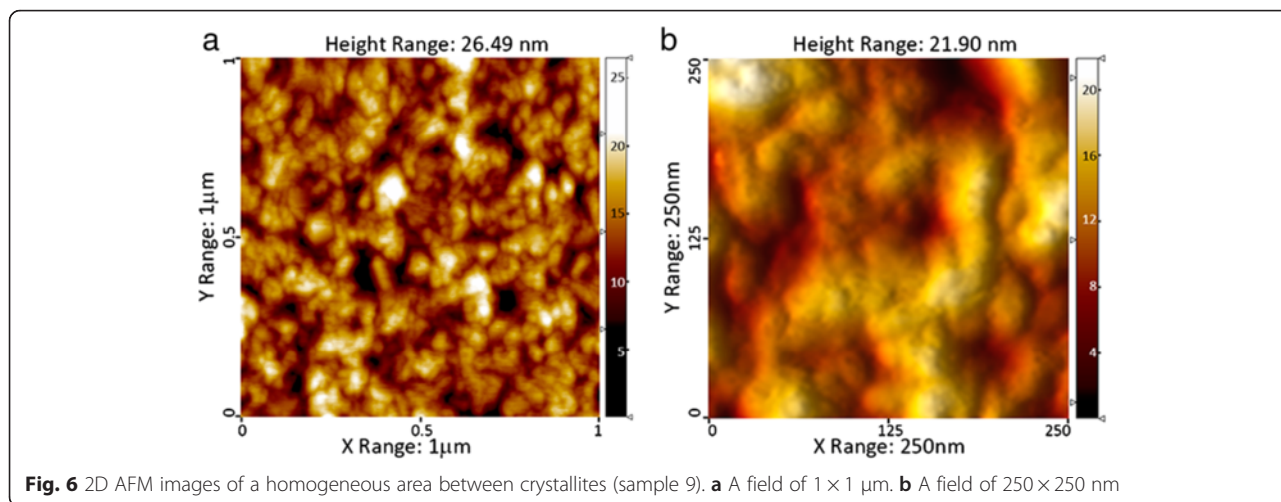 a
Height Range: 26.49 nm
Y Range: 1μm
1
0.5
0
0
0.5
1
X Range: 1μm
25
20
15
10
5
b
Height Range: 21.90 nm
Y Range: 250nm
250
125
0
0
125
250
X Range: 250nm
20
16
12
8
4
Fig. 6 2D AFM images of a homogeneous area between crystallites (sample 9). a A field of 1 × 1 μm. b A field of 250 × 250 nm